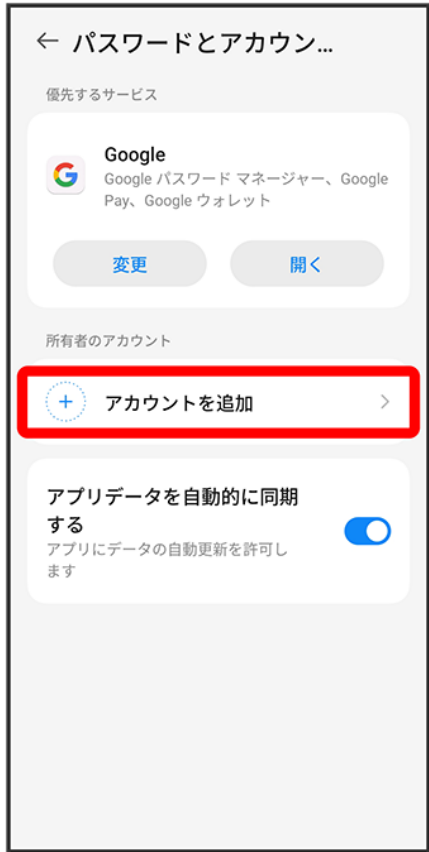 パスワードとアカウン...
優先するサービス
Google
Google パスワード マネージャー、Google
Pay、Google ウォレット
変更
開く
所有者のアカウント
アカウントを追加
アプリデータを自動的に同期
する
アプリにデータの自動更新を許可し
ます